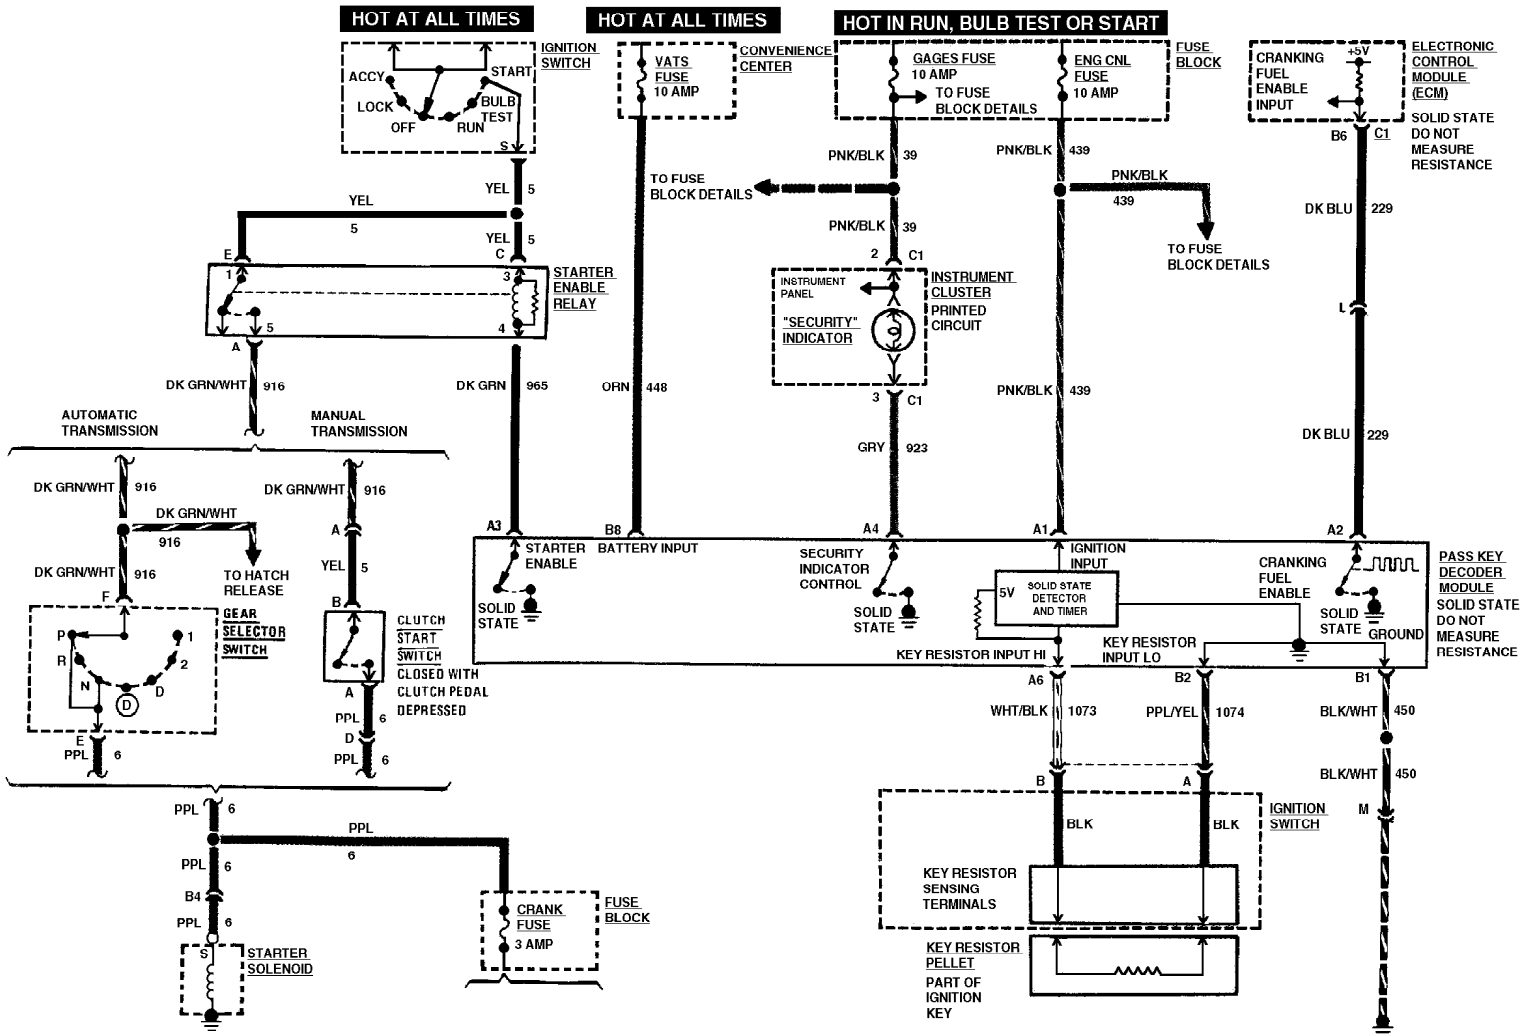 HOT AT ALL TIMES
HOT AT ALL TIMES
HOT IN RUN, BULB TEST OR START
IGNITION
SWITCH
ACCY
LOCK
OFF
RUN
BULB
TEST
START
S
VATS
FUSE
10 AMP
CONVENIENCE
CENTER
GAGES FUSE
10 AMP
TO FUSE
BLOCK DETAILS
ENG CNL
FUSE
10 AMP
FUSE
BLOCK
CRANKING
FUEL
ENABLE
INPUT
+5V
ELECTRONIC
CONTROL
MODULE
(ECM)
SOLID STATE
DO NOT
MEASURE
RESISTANCE
B6
C1
YEL 5
YEL
5
YEL 5
E
C
1
3
5
4
A
STARTER
ENABLE
RELAY
TO FUSE
BLOCK DETAILS
PNK/BLK 39
PNK/BLK 39
2
C1
PNK/BLK 439
PNK/BLK
439
TO FUSE
BLOCK DETAILS
DK BLU 229
L
INSTRUMENT
PANEL
"SECURITY"
INDICATOR
INSTRUMENT
CLUSTER
PRINTED
CIRCUIT
3
C1
DK GRN/WHT 916
DK GRN 965
ORN 448
PNK/BLK 439
GRY 923
DK BLU 229
AUTOMATIC
TRANSMISSION
MANUAL
TRANSMISSION
DK GRN/WHT 916
DK GRN/WHT
916
TO HATCH
RELEASE
DK GRN/WHT 916
F
DK GRN/WHT 916
A
YEL 5
B
GEAR
SELECTOR
SWITCH
P
R
N
D
D
2
1
E
PPL 6
CLUTCH
START
SWITCH
CLOSED WITH
CLUTCH PEDAL
DEPRESSED
A
PPL 6
D
PPL 6
A3
B8
A4
A1
A2
STARTER
ENABLE
BATTERY INPUT
SOLID
STATE
SECURITY
INDICATOR
CONTROL
SOLID
STATE
IGNITION
INPUT
5V
SOLID STATE
DETECTOR
AND TIMER
CRANKING
FUEL
ENABLE
SOLID
STATE
GROUND
KEY RESISTOR INPUT HI
KEY RESISTOR
INPUT LO
PASS KEY
DECODER
MODULE
SOLID STATE
DO NOT
MEASURE
RESISTANCE
A6
B2
B1
WHT/BLK 1073
PPL/YEL 1074
BLK/WHT 450
BLK/WHT 450
M
B
A
BLK
BLK
IGNITION
SWITCH
KEY RESISTOR
SENSING
TERMINALS
KEY RESISTOR
PELLET
PART OF
IGNITION
KEY
PPL 6
PPL
6
PPL 6
B4
PPL 6
S
STARTER
SOLENOID
CRANK
FUSE
3 AMP
FUSE
BLOCK